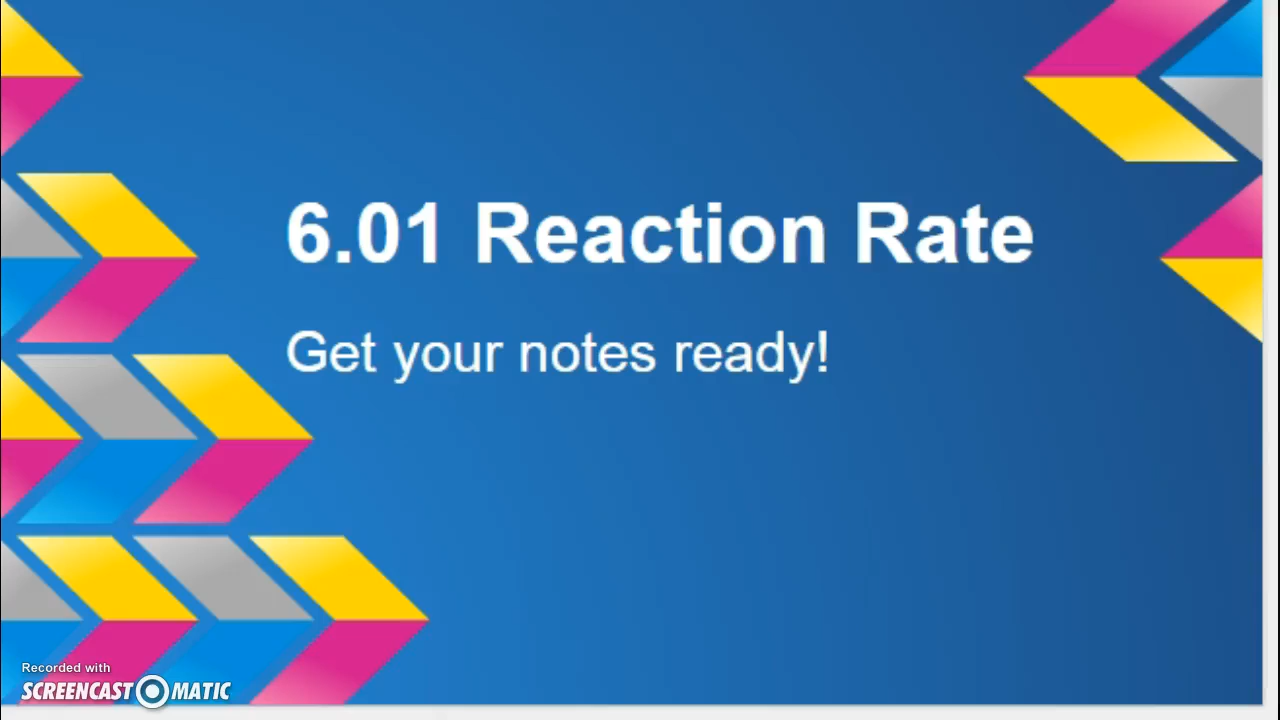 6.01 Reaction Rate
Get your notes ready!
Recorded with
SCREENCAST MATIC